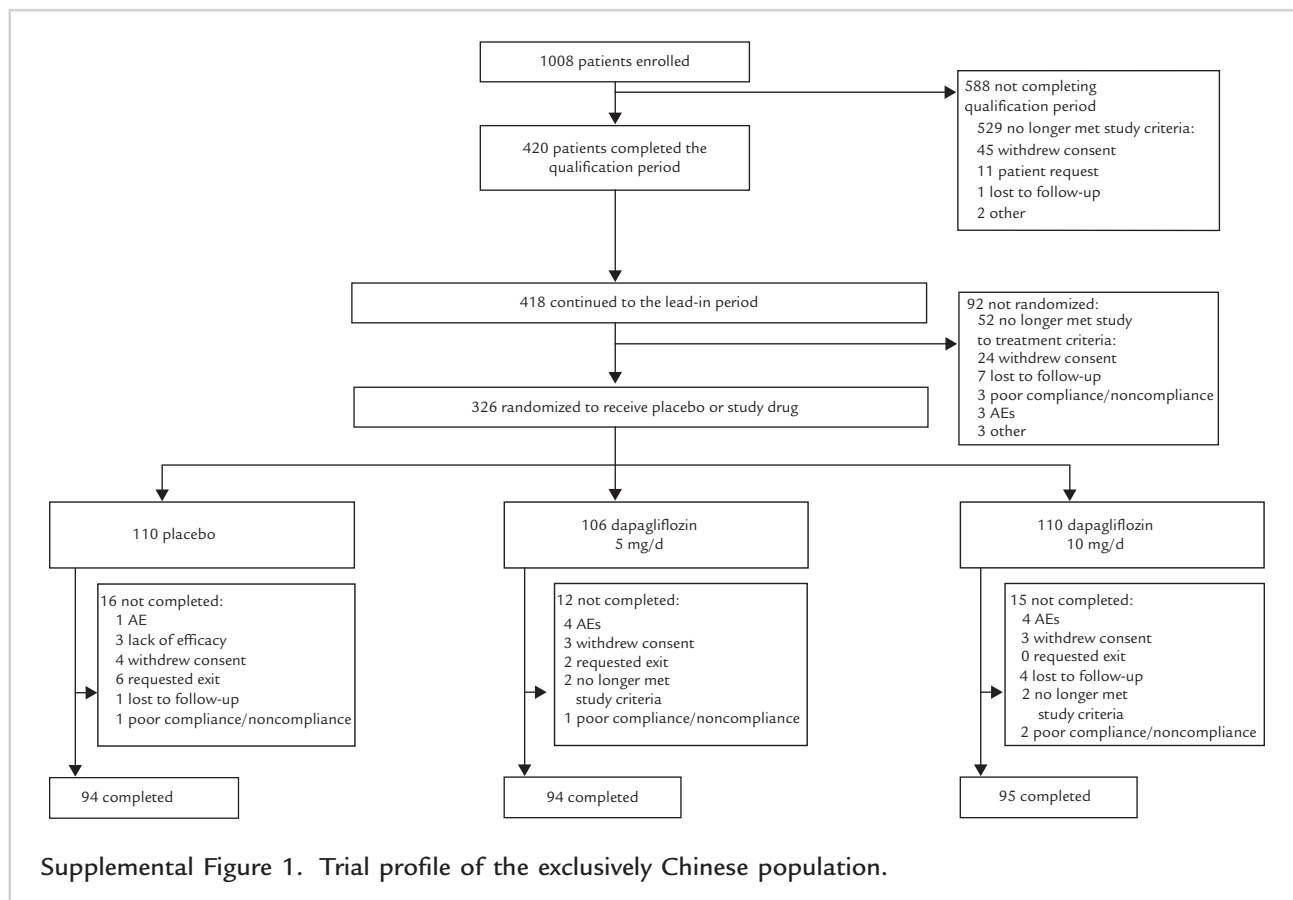 1008 patients enrolled
588 not completing
qualification period
529 no longer met study criteria:
45 withdrew consent
11 patient request
1 lost to follow-up
2 other
420 patients completed the
qualification period
418 continued to the lead-in period
92 not randomized:
52 no longer met study
to treatment criteria:
24 withdrew consent
7 lost to follow-up
3 poor compliance/noncompliance
3 AEs
3 other
326 randomized to receive placebo or study drug
110 placebo
106 dapagliflozin
5 mg/d
110 dapagliflozin
10 mg/d
16 not completed:
1 AE
3 lack of efficacy
4 withdrew consent
6 requested exit
1 lost to follow-up
1 poor compliance/noncompliance
12 not completed:
4 AEs
3 withdrew consent
2 requested exit
2 no longer met
study criteria
1 poor compliance/noncompliance
15 not completed:
4 AEs
3 withdrew consent
0 requested exit
4 lost to follow-up
2 no longer met
study criteria
2 poor compliance/noncompliance
94 completed
94 completed
95 completed
Supplemental Figure 1. Trial profile of the exclusively Chinese population.